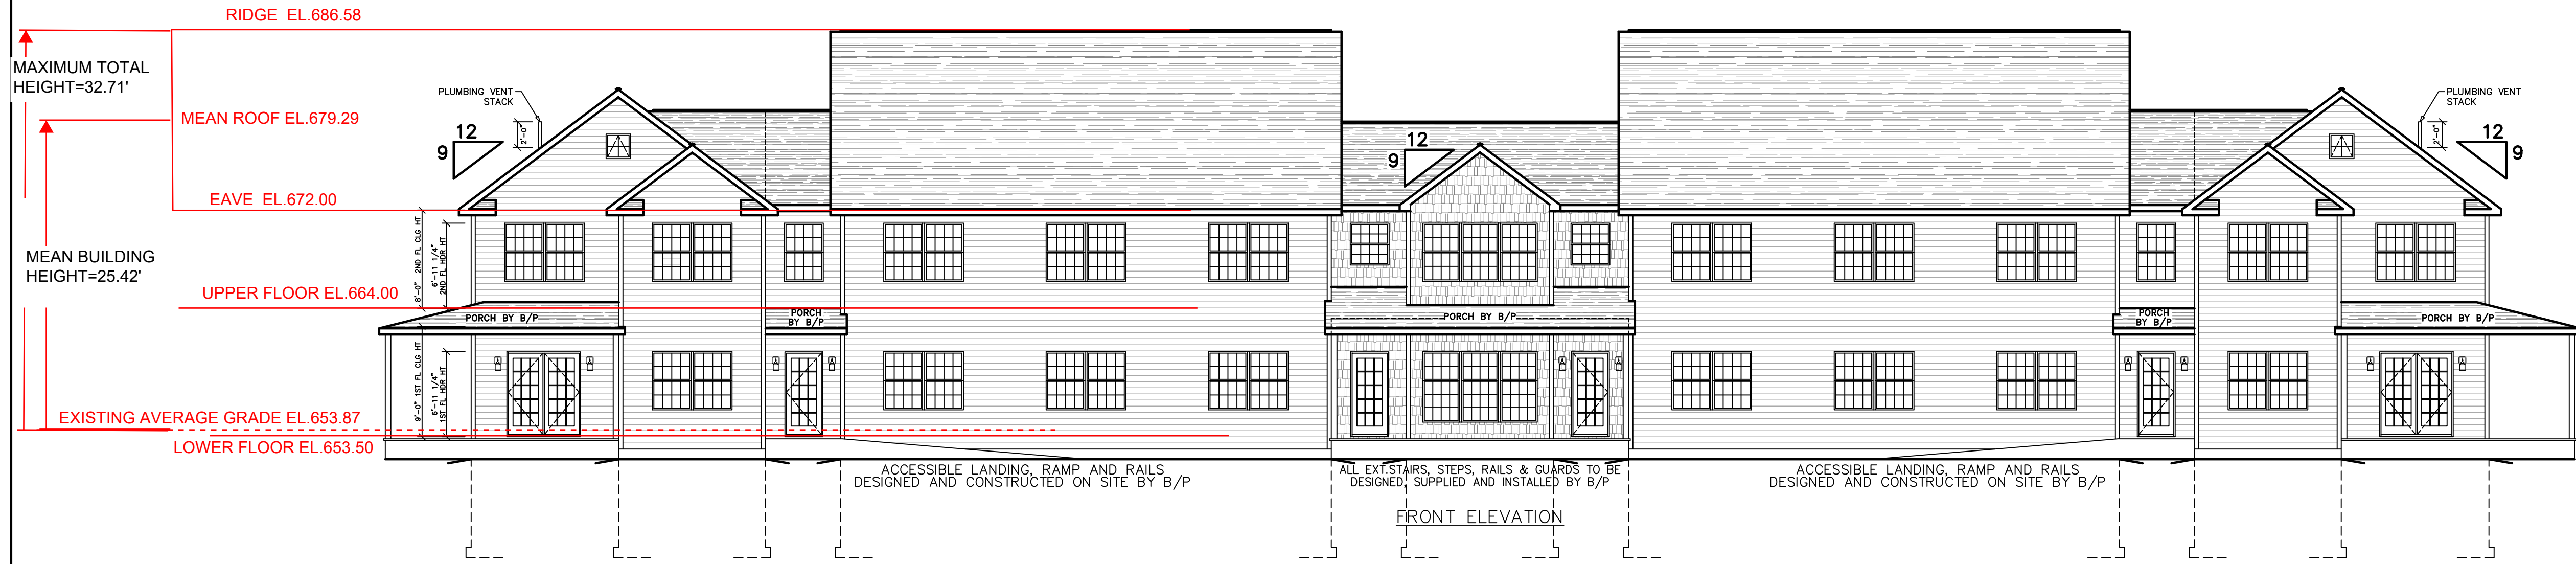 RIDGE EL.686.58
MAXIMUM TOTAL
HEIGHT=32.71'
MEAN ROOF EL.679.29
EAVE EL.672.00
MEAN BUILDING
HEIGHT=25.42'
UPPER FLOOR EL.664.00
EXISTING AVERAGE GRADE EL.653.87
LOWER FLOOR EL.653.50
PLUMBING VENT
STACK
2'-0"
12
9
8'-0" 2ND FL CLG HT
6'-11 1/4"
2ND FL HDR HT
9'-0" 1ST FL CLG HT
6'-11 1/4"
1ST FL HDR HT
PORCH BY B/P
PORCH
BY B/P
12
9
PORCH BY B/P
PLUMBING VENT
STACK
2'-0"
12
9
PORCH
BY B/P
PORCH BY B/P
ACCESSIBLE LANDING, RAMP AND RAILS
DESIGNED AND CONSTRUCTED ON SITE BY B/P
ALL EXT.STAIRS, STEPS, RAILS & GUARDS TO BE
DESIGNED, SUPPLIED AND INSTALLED BY B/P
ACCESSIBLE LANDING, RAMP AND RAILS
DESIGNED AND CONSTRUCTED ON SITE BY B/P
FRONT ELEVATION